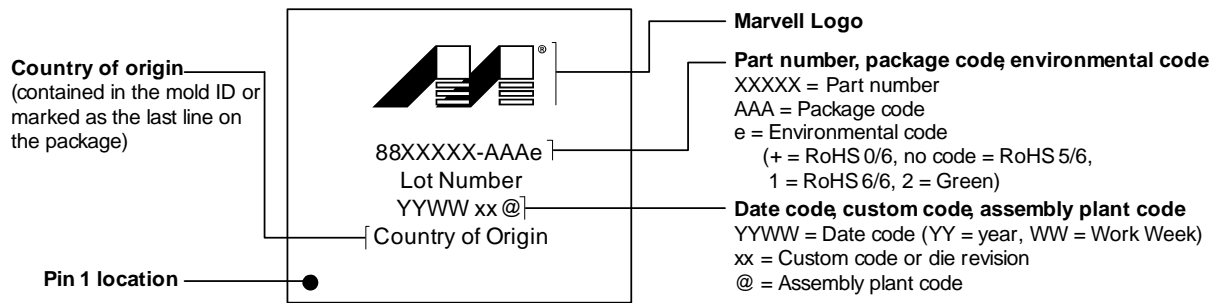 Marvell Logo
Country of origin
(contained in the mold ID or
marked as the last line on
the package)
Part number, package code, environmental code
XXXXX = Part number
AAA = Package code
e = Environmental code
(+ = RoHS 0/6, no code = RoHS 5/6,
1 = RoHS 6/6, 2 = Green)
®
88XXXXX-AAAe
Lot Number
YYWW xx @
Country of Origin
Date code, custom code, assembly plant code
YYWW = Date code (YY = year, WW = Work Week)
xx = Custom code or die revision
@ = Assembly plant code
Pin 1 location